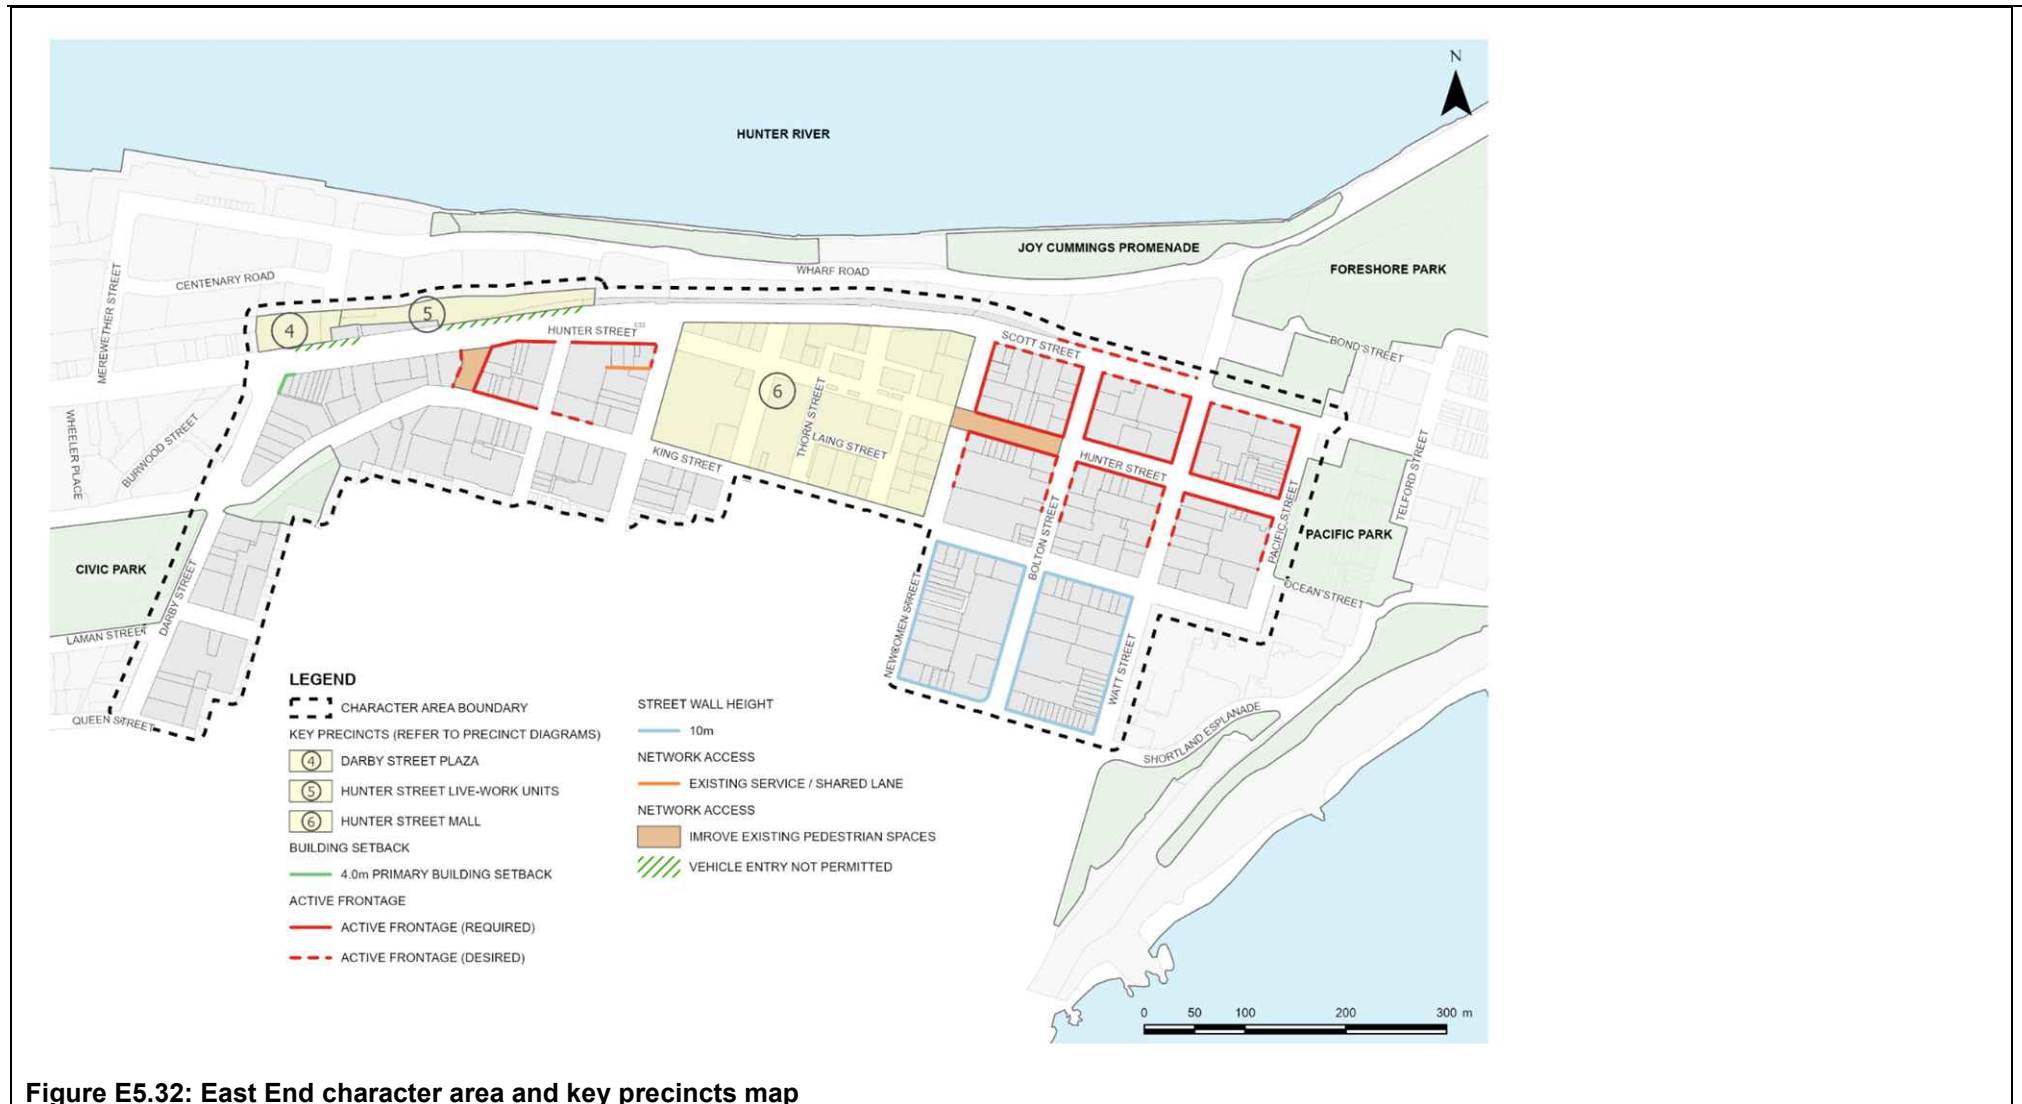 N
HUNTER RIVER
JOY CUMMINGS PROMENADE
FORESHORE PARK
WHARF ROAD
CENTENARY ROAD
MEREWETHER STREET
4
5
HUNTER STREET
SCOTT STREET
BOND STREET
6
THORN STREET
LAING STREET
KING STREET
HUNTER STREET
WHEELER PLACE
BURWOOD STREET
TELFORD STREET
PACIFIC STREET
PACIFIC PARK
BOLTON STREET
CIVIC PARK
DARBY STREET
OCEAN STREET
LAMAN STREET
NEWCOMEN STREET
WATT STREET
QUEEN STREET
SHORTLAND ESPLANADE
LEGEND
CHARACTER AREA BOUNDARY
KEY PRECINCTS (REFER TO PRECINCT DIAGRAMS)
4 DARBY STREET PLAZA
5 HUNTER STREET LIVE-WORK UNITS
6 HUNTER STREET MALL
BUILDING SETBACK
4.0m PRIMARY BUILDING SETBACK
ACTIVE FRONTAGE
ACTIVE FRONTAGE (REQUIRED)
ACTIVE FRONTAGE (DESIRED)
STREET WALL HEIGHT
10m
NETWORK ACCESS
EXISTING SERVICE / SHARED LANE
NETWORK ACCESS
IMROVE EXISTING PEDESTRIAN SPACES
VEHICLE ENTRY NOT PERMITTED
0 50 100 200 300 m
Figure E5.32: East End character area and key precincts map